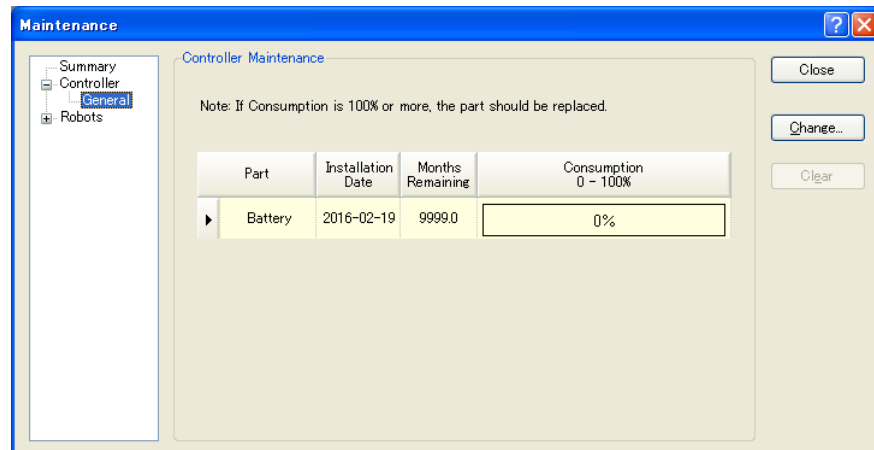 Maintenance
Summary
Controller
General
Robots
Controller Maintenance
Note: If Consumption is 100% or more, the part should be replaced.
Part
Installation
Date
Months
Remaining
Consumption
0 - 100%
Battery
2016-02-19
9999.0
0%
Close
Change...
Clear